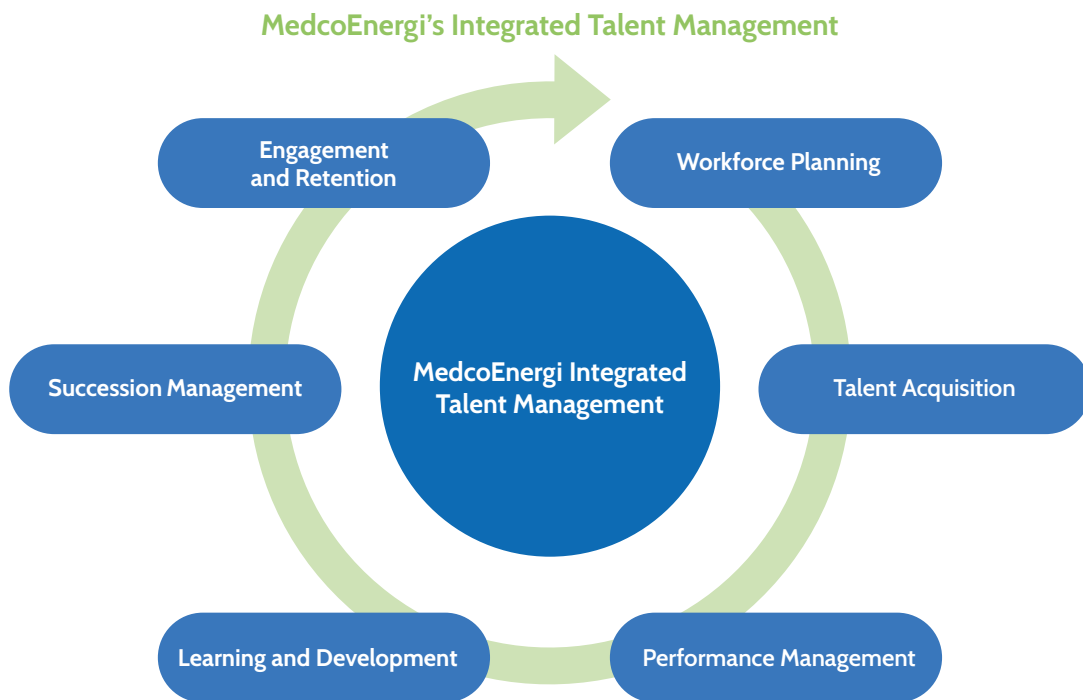 MedcoEnergi’s Integrated Talent Management
Engagement
and Retention
Workforce Planning
MedcoEnergi Integrated
Talent Management
Succession Management
Talent Acquisition
Learning and Development
Performance Management